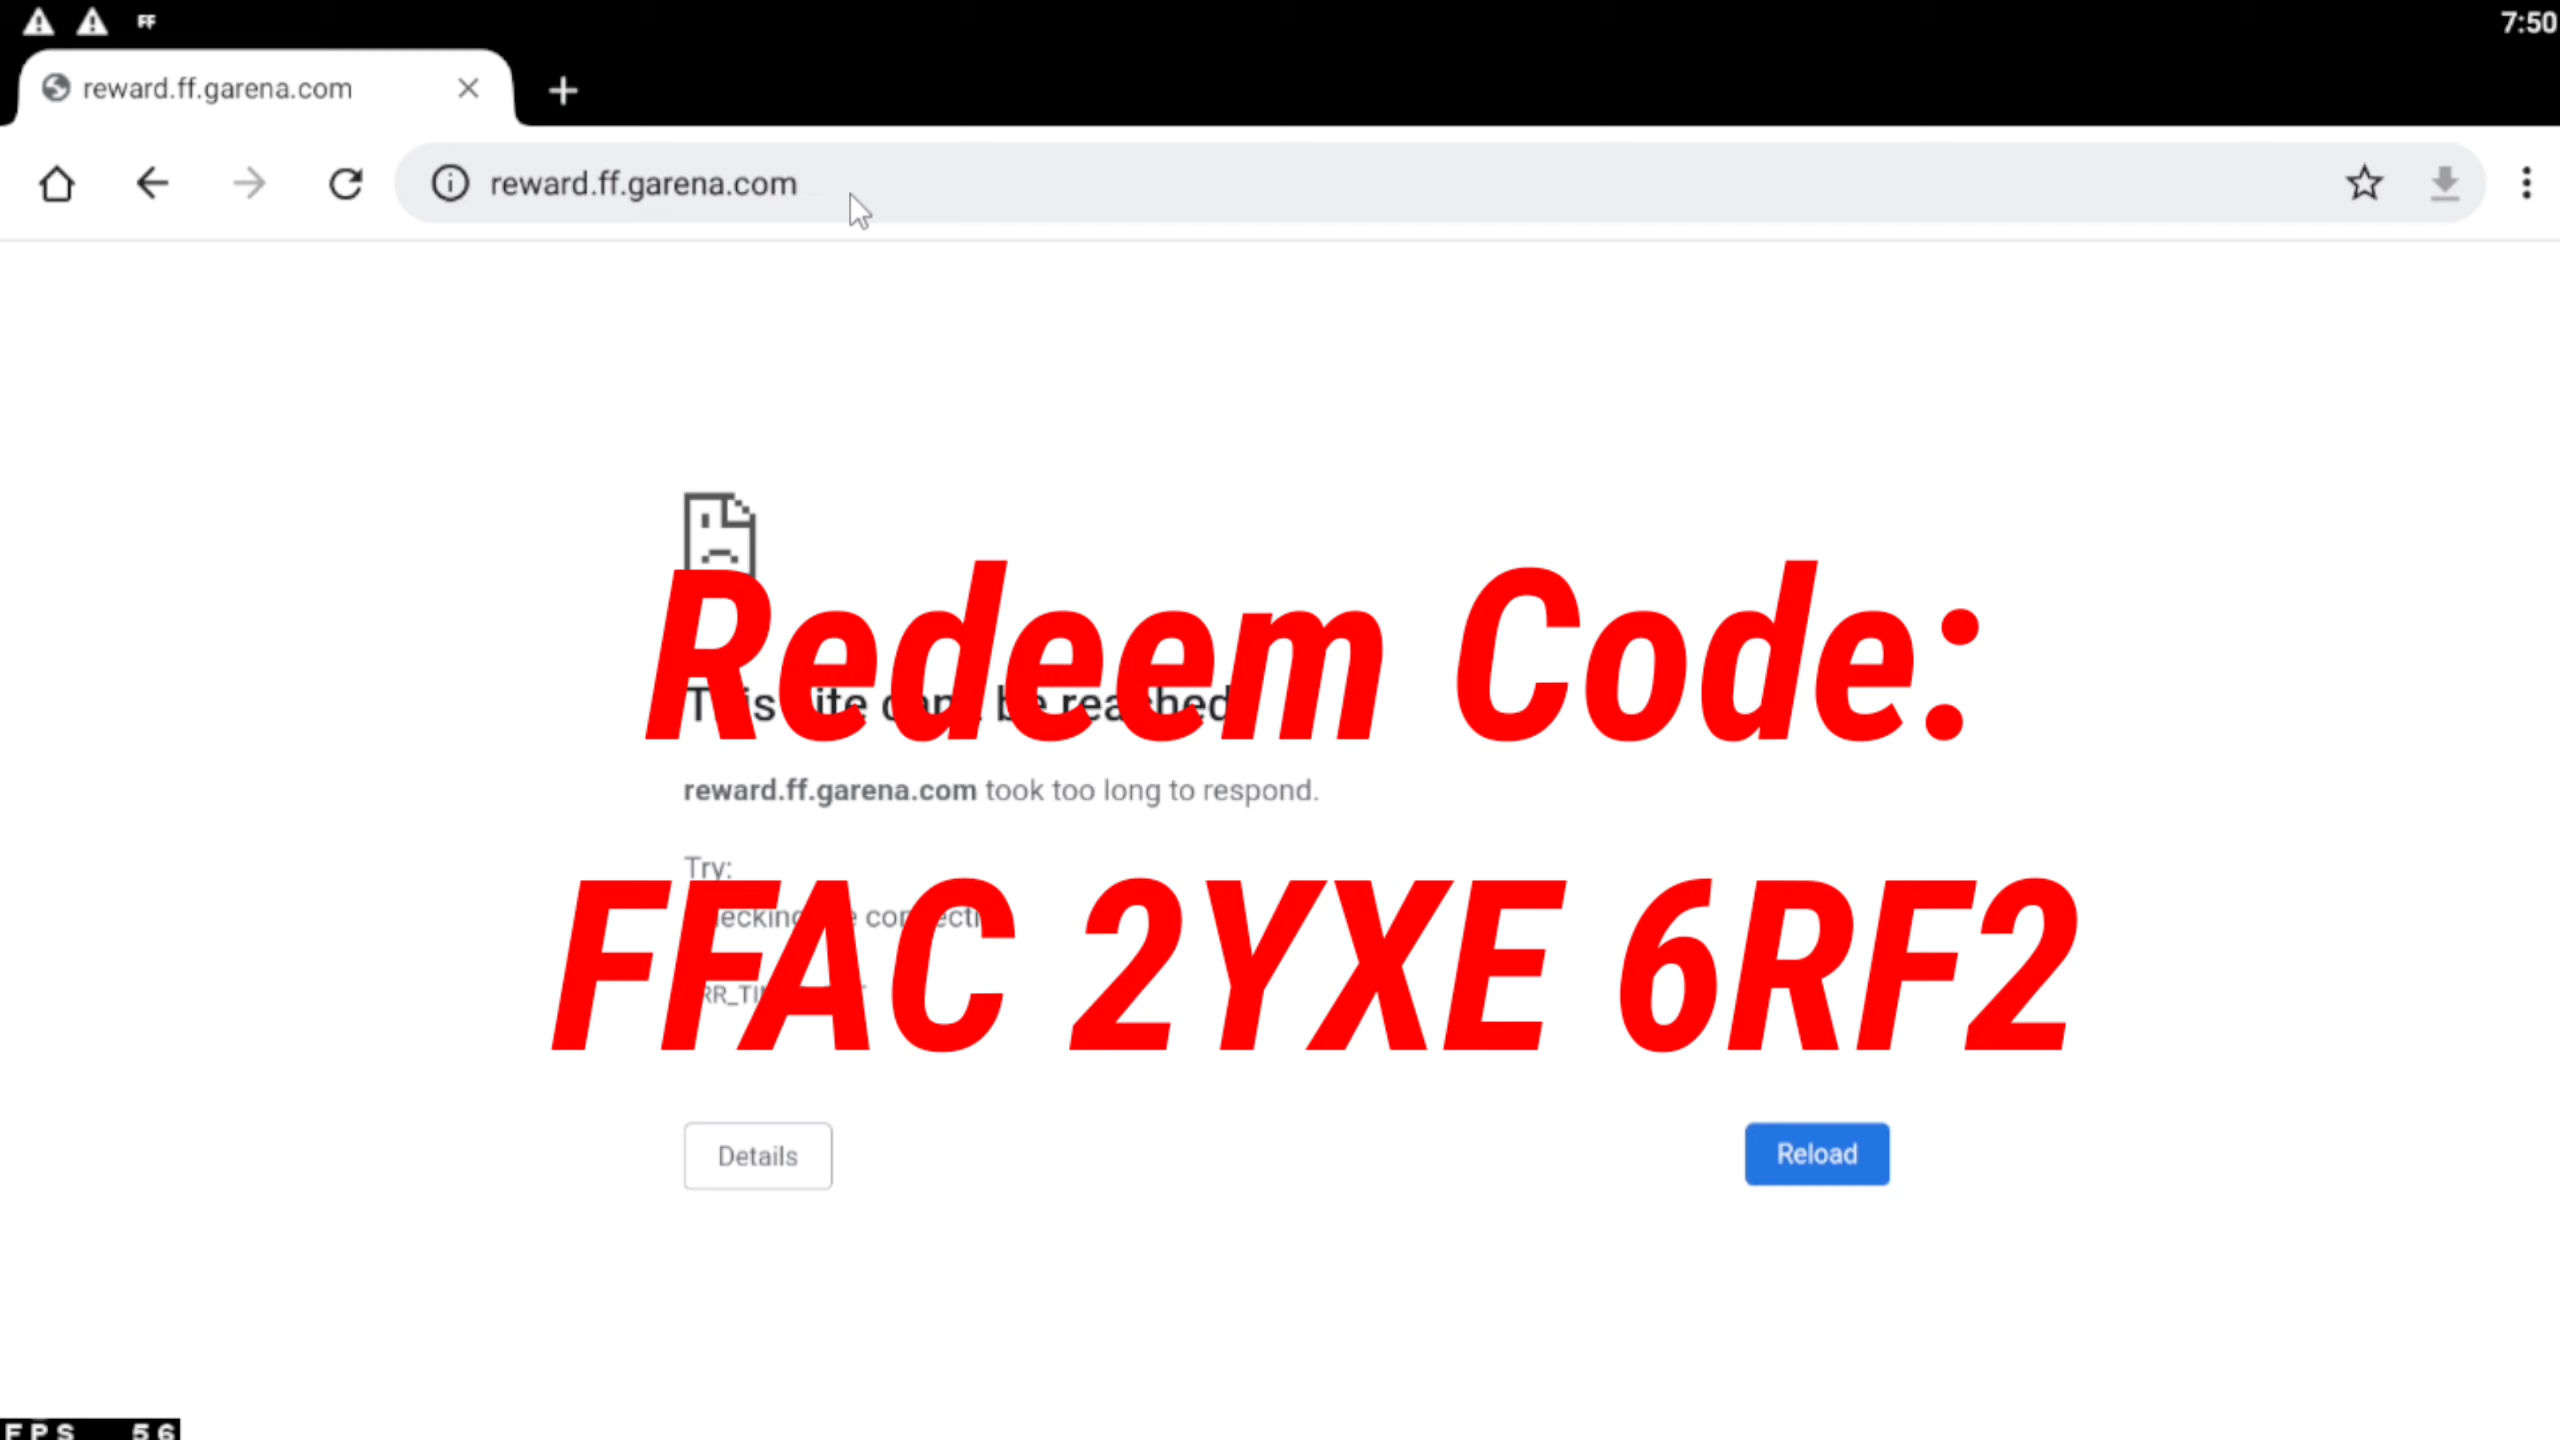 FF
7:50
reward.ff.garena.com
reward.ff.garena.com
Redeem Code:
reward.ff.garena.com took too long to respond.
Try:
FFAC 2YXE 6RF2
Details
Reload
FPS 56